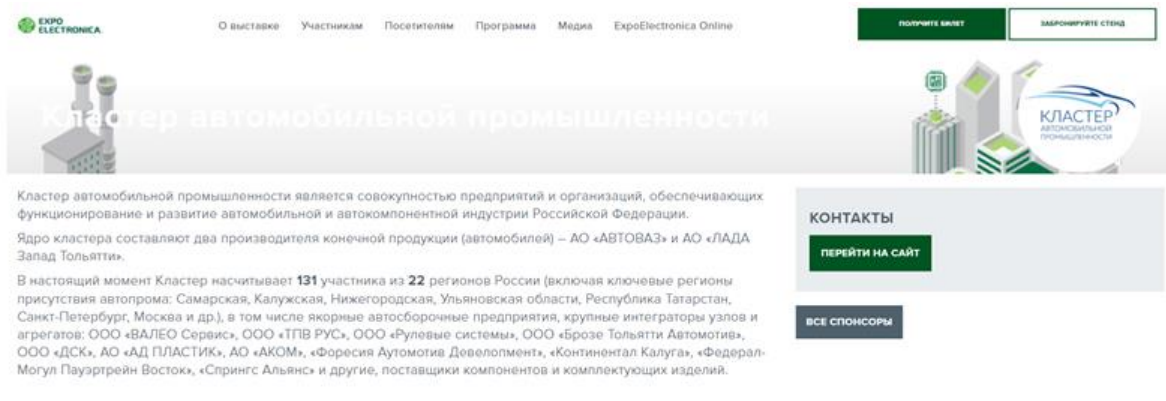 EXPO
ELECTRONICA
О выставке Участникам Посетителям Программа Медиа ExpoElectronica Online
ПОЛУЧИТЕ БИЛЕТ
ЗАБРОНИРУЙТЕ СТЕНД
Кластер автомобильной промышленности
КЛАСТЕР
АВТОМОБИЛЬНОЙ
ПРОМЫШЛЕННОСТИ
Кластер автомобильной промышленности является совокупностью предприятий и организаций, обеспечивающих
функционирование и развитие автомобильной и автокомпонентной индустрии Российской Федерации.
Ядро кластера составляют два производителя конечной продукции (автомобилей) – АО «АВТОВАЗ» и АО «ЛАДА
Запад Тольятти».
В настоящий момент Кластер насчитывает 131 участника из 22 регионов России (включая ключевые регионы
присутствия автопрома: Самарская, Калужская, Нижегородская, Ульяновская области, Республика Татарстан,
Санкт-Петербург, Москва и др.), в том числе якорные автосборочные предприятия, крупные интеграторы узлов и
агрегатов: ООО «ВАЛЕО Сервис», ООО «ТПВ РУС», ООО «Рулевые системы», ООО «Брозе Тольятти Автомотив»,
ООО «ДСК», АО «АД ПЛАСТИК», АО «АКОМ», «Форесия Аутомотив Девелопмент», «Континентал Калуга», «Федерал-
Могул Пауэртрейн Восток», «Спрингс Альянс» и другие, поставщики компонентов и комплектующих изделий.
КОНТАКТЫ
ПЕРЕЙТИ НА САЙТ
ВСЕ СПОНСОРЫ